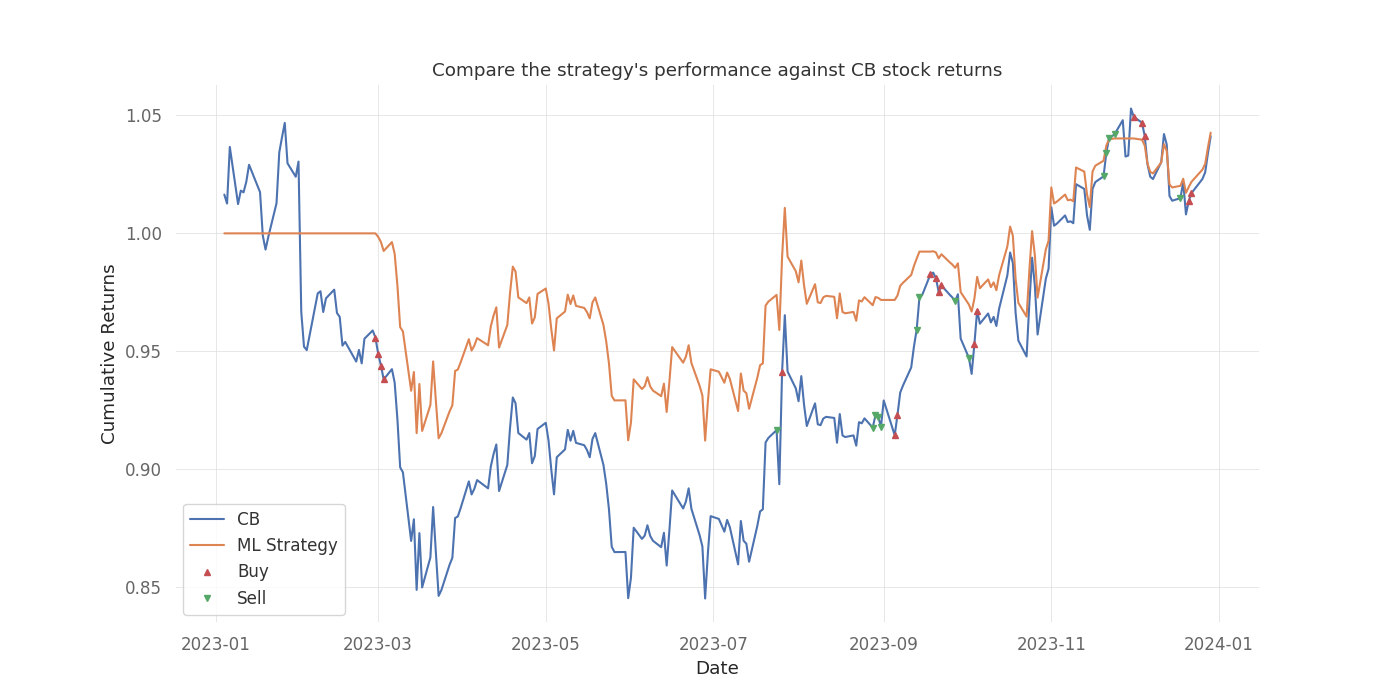 Compare the strategy's performance against CB stock returns
1.05
1.00
0.95
0.90
0.85
Cumulative Returns
CB
ML Strategy
Buy
Sell
2023-01
2023-03
2023-05
2023-07
2023-09
2023-11
2024-01
Date